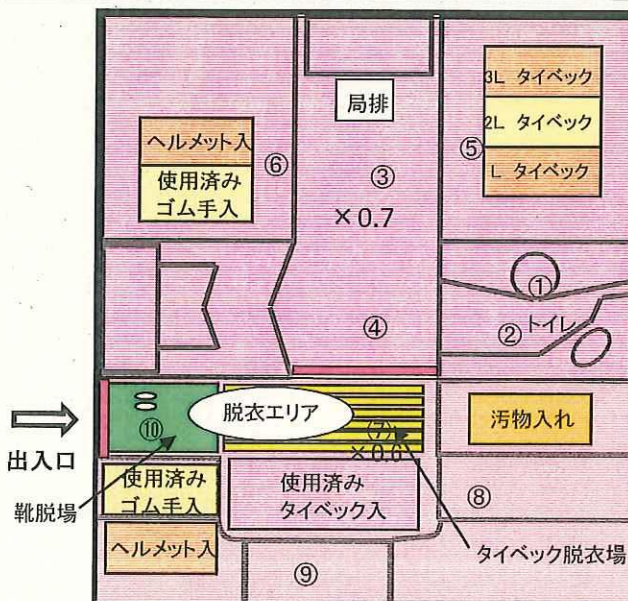 局排
3L タイベック
2L タイベック
L タイベック
ヘルメット入
使用済み
ゴム手入
⑥
③
⑤
×0.7
①
②
トイレ
④
脱衣エリア
⑩
(7)
×0.6
汚物入れ
出入口
靴脱場
使用済み
ゴム手入
使用済み
タイベック入
⑧
ヘルメット入
タイベック脱衣場
⑨